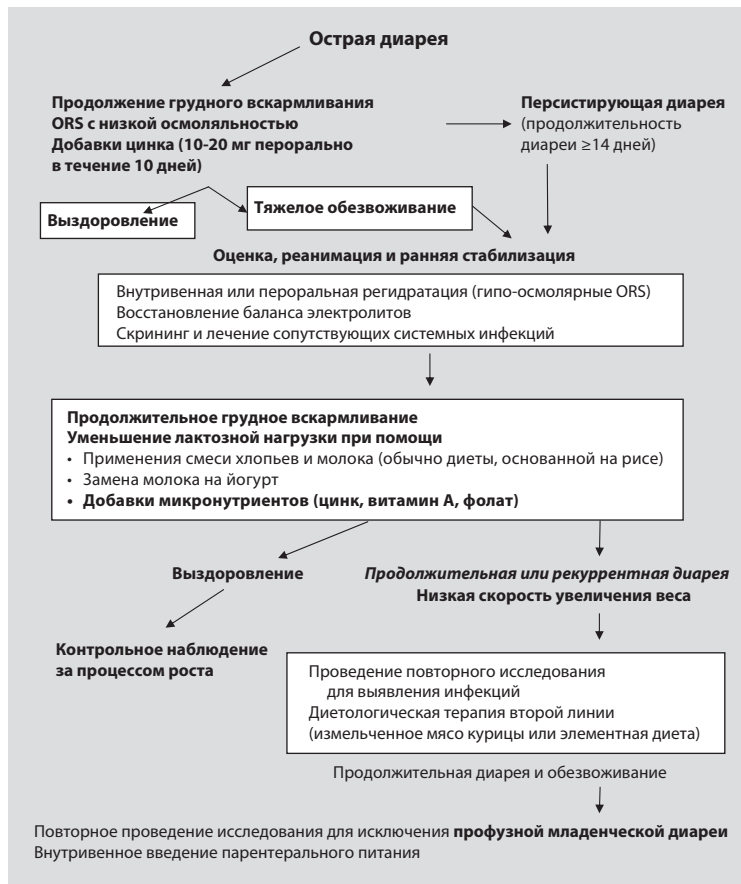 Острая диарея
Продолжение грудного вскармливания
ORS с низкой осмоляльностью
Добавки цинка (10-20 мг перорально
в течение 10 дней)
Персистирующая диарея
(продолжительность
диареи ≥14 дней)
Выздоровление
Тяжелое обезвоживание
Оценка, реанимация и ранняя стабилизация
Внутривенная или пероральная регидратация (гипо-осмолярные ORS)
Восстановление баланса электролитов
Скрининг и лечение сопутствующих системных инфекций
Продолжительное грудное вскармливание
Уменьшение лактозной нагрузки при помощи
• Применения смеси хлопьев и молока (обычно диеты, основанной на рисе)
• Замена молока на йогурт
• Добавки микронутриентов (цинк, витамин А, фолат)
Выздоровление
Продолжительная или рекуррентная диарея
Низкая скорость увеличения веса
Контрольное наблюдение
за процессом роста
Проведение повторного исследования
для выявления инфекций
Диетологическая терапия второй линии
(измельченное мясо курицы или элементная диета)
Продолжительная диарея и обезвоживание
Повторное проведение исследования для исключения профузной младенческой диареи
Внутривенное введение парентерального питания